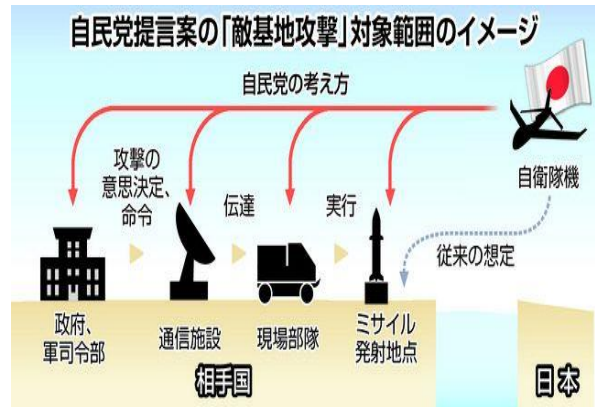 自民党提言案の「敵基地攻撃」対象範囲のイメージ
自民党の考え方
攻撃の
意思決定、
命令
伝達
実行
自衛隊機
従来の想定
政府、
軍司令部
通信施設
現場部隊
ミサイル
発射地点
相手国
日本